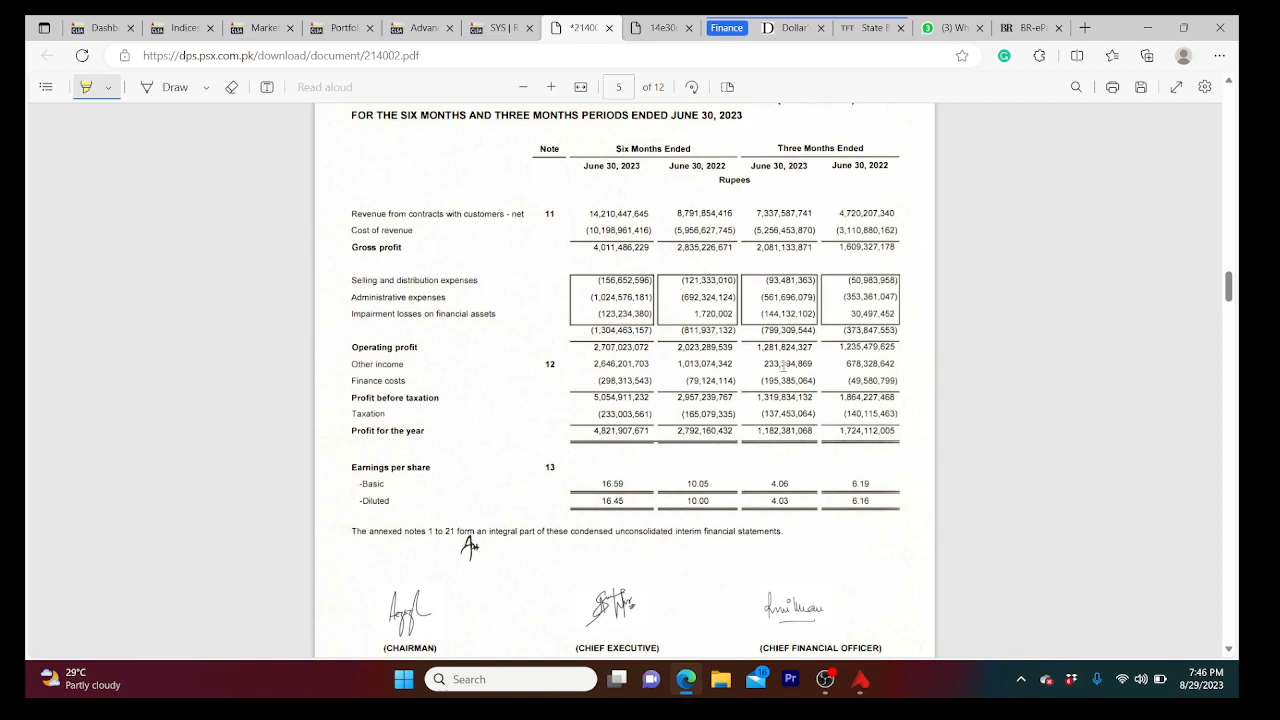 Dashb
Indice
Market
Portfol
Advan
SYS | R
*21400
14e30
Finance
Dollar'
State B
(3) Wh
BR-eP
https://dps.psx.com.pk/download/document/214002.pdf
Draw
Read aloud
5 of 12
FOR THE SIX MONTHS AND THREE MONTHS PERIODS ENDED JUNE 30, 2023
Note Six Months Ended Three Months Ended
June 30, 2023 June 30, 2022 June 30, 2023 June 30, 2022
Rupees
Revenue from contracts with customers - net 11 14,210,447,645 8,791,854,416 7,337,587,741 4,720,207,340
Cost of revenue (10,198,961,416) (5,956,627,745) (5,256,453,870) (3,110,880,162)
Gross profit 4,011,486,229 2,835,226,671 2,081,133,871 1,609,327,178
Selling and distribution expenses (156,652,596) (121,333,010) (93,481,363) (50,983,958)
Administrative expenses (1,024,576,181) (692,324,124) (561,696,079) (353,361,047)
Impairment losses on financial assets (123,234,380) 1,720,002 (144,132,102) 30,497,452
(1,304,463,157) (811,937,132) (799,309,544) (373,847,553)
Operating profit 2,707,023,072 2,023,289,539 1,281,824,327 1,235,479,625
Other income 12 2,646,201,703 1,013,074,342 678,328,642
Finance costs (298,313,543) (79,124,114) (195,385,064) (49,580,799)
Profit before taxation 5,054,911,232 2,957,239,767 1,319,834,132 1,864,227,468
Taxation (233,003,561) (165,079,335) (137,453,064) (140,115,463)
Profit for the year 4,821,907,671 2,792,160,432 1,182,381,068 1,724,112,005
Earnings per share 13
-Basic 16.59 10.05 4.06 6.19
-Diluted 16.45 10.00 4.03 6.16
The annexed notes 1 to 21 form an integral part of these condensed unconsolidated interim financial statements.
(CHAIRMAN) (CHIEF EXECUTIVE) (CHIEF FINANCIAL OFFICER)
29°C
Partly cloudy
Search
16
Pr
7:46 PM
8/29/2023